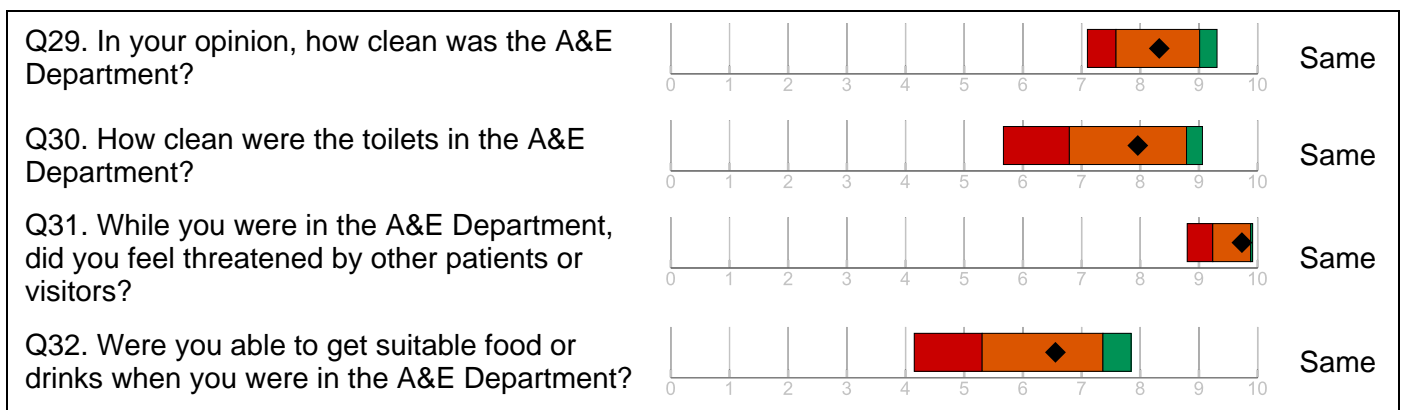 Q29. In your opinion, how clean was the A&E
Department?
0 1 2 3 4 5 6 7 8 9 10
Same
Q30. How clean were the toilets in the A&E
Department?
0 1 2 3 4 5 6 7 8 9 10
Same
Q31. While you were in the A&E Department,
did you feel threatened by other patients or
visitors?
0 1 2 3 4 5 6 7 8 9 10
Same
Q32. Were you able to get suitable food or
drinks when you were in the A&E Department?
0 1 2 3 4 5 6 7 8 9 10
Same